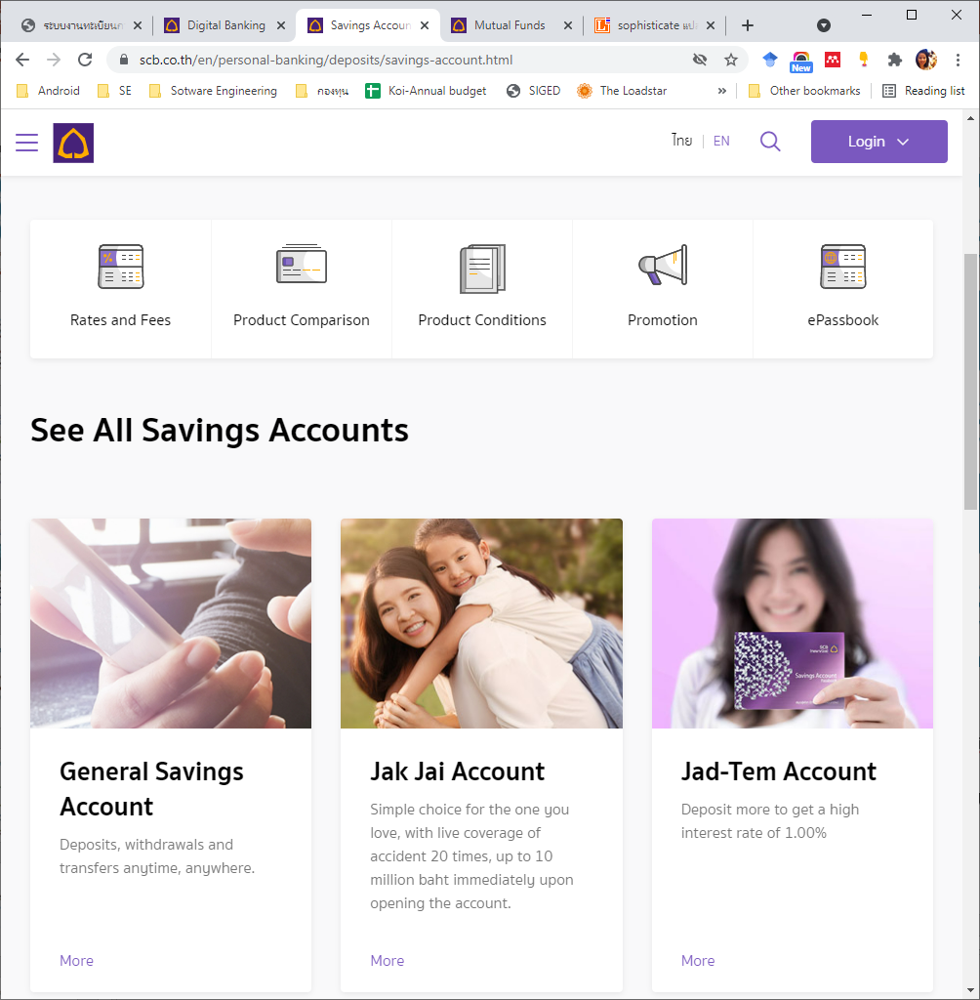 ระบบงานทะเบียน
Digital Banking
Savings Accoun
Mutual Funds
sophisticate แปล
scb.co.th/en/personal-banking/deposits/savings-account.html
New
Android
SE
Sotware Engineering
กองทุน
Koi-Annual budget
SIGED
The Loadstar
»
Other bookmarks
Reading list
ไทย
EN
Login
Rates and Fees
Product Comparison
Product Conditions
Promotion
ePassbook
See All Savings Accounts
SCB
Savings Account
General Savings
Account
Deposits, withdrawals and
transfers anytime, anywhere.
More
Jak Jai Account
Simple choice for the one you
love, with live coverage of
accident 20 times, up to 10
million baht immediately upon
opening the account.
More
Jad-Tem Account
Deposit more to get a high
interest rate of 1.00%
More